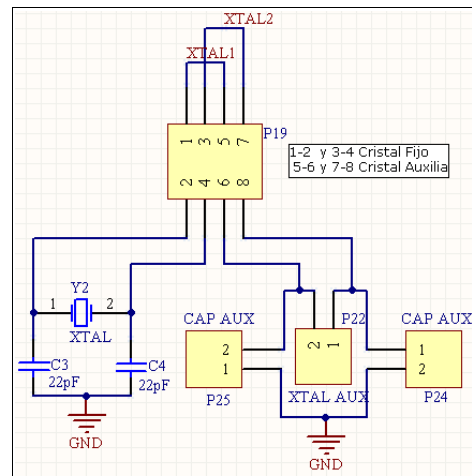 XTAL2
XTAL1
P19
1 3 5 7
2 4 6 8
1-2 y 3-4 Cristal Fijo
5-6 y 7-8 Cristal Auxilia
Y2
1 2
XTAL
C3
22pF
C4
22pF
GND
CAP AUX
2
1
P25
P22
2 1
XTAL AUX
CAP AUX
1
2
P24
GND